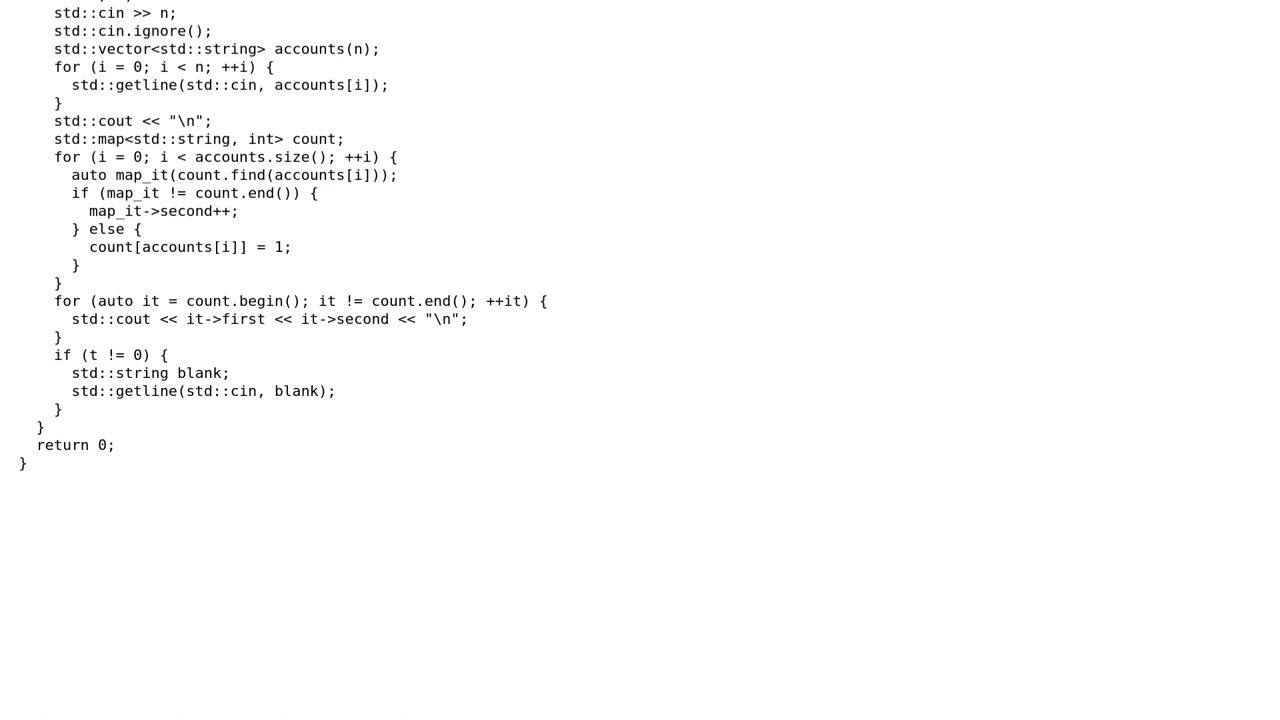 std::cin >> n;
std::cin.ignore();
std::vector<std::string> accounts(n);
for (i = 0; i < n; ++i) {
std::getline(std::cin, accounts[i]);
}
std::cout << "\n";
std::map<std::string, int> count;
for (i = 0; i < accounts.size(); ++i) {
auto map_it(count.find(accounts[i]));
if (map_it != count.end()) {
map_it->second++;
} else {
count[accounts[i]] = 1;
}
}
for (auto it = count.begin(); it != count.end(); ++it) {
std::cout << it->first << it->second << "\n";
}
if (t != 0) {
std::string blank;
std::getline(std::cin, blank);
}
}
return 0;
}